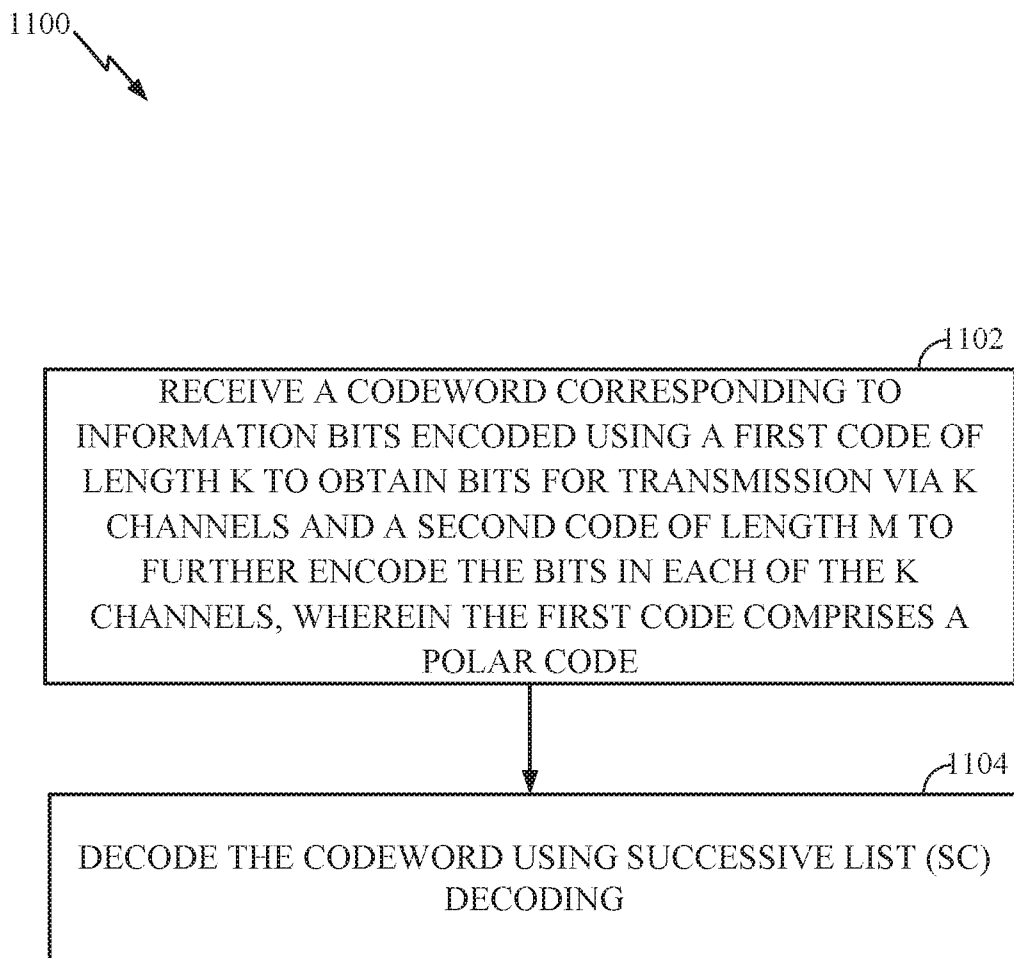 1100
1102
RECEIVE A CODEWORD CORRESPONDING TO
INFORMATION BITS ENCODED USING A FIRST CODE OF
LENGTH K TO OBTAIN BITS FOR TRANSMISSION VIA K
CHANNELS AND A SECOND CODE OF LENGTH M TO
FURTHER ENCODE THE BITS IN EACH OF THE K
CHANNELS, WHEREIN THE FIRST CODE COMPRISES A
POLAR CODE
1104
DECODE THE CODEWORD USING SUCCESSIVE LIST (SC)
DECODING